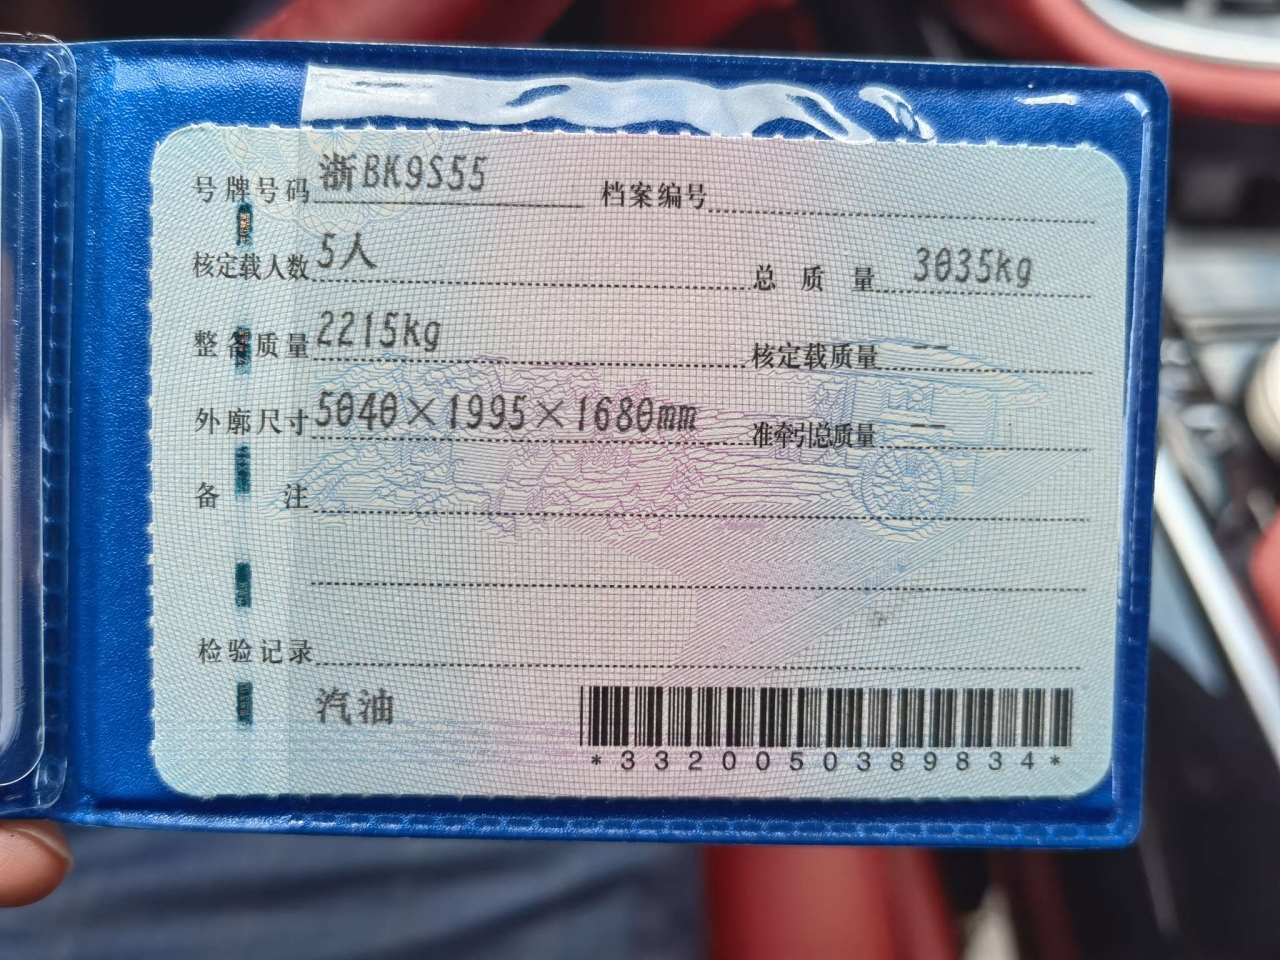 号牌号码 浙BK9S55 档案编号
核定载人数 5人 总质量 3035kg
整备质量 2215kg 核定载质量 --
外廓尺寸 5040×1995×1680mm 准牵引总质量 --
备注
检验记录
汽油
*3320050389834*